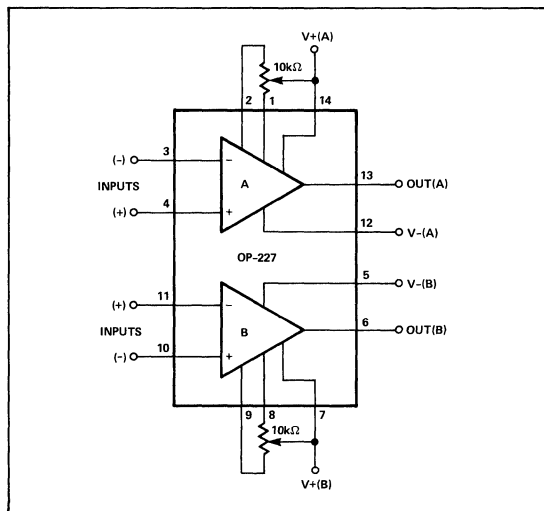 V+(A)
10kΩ
2 1 14
3
(−)
−
INPUTS
A
13
OUT(A)
4
(+)
+
12
V−(A)
OP−227
5
V−(B)
11
(+)
−
INPUTS
B
6
OUT(B)
10
(−)
+
9 8 7
10kΩ
V+(B)